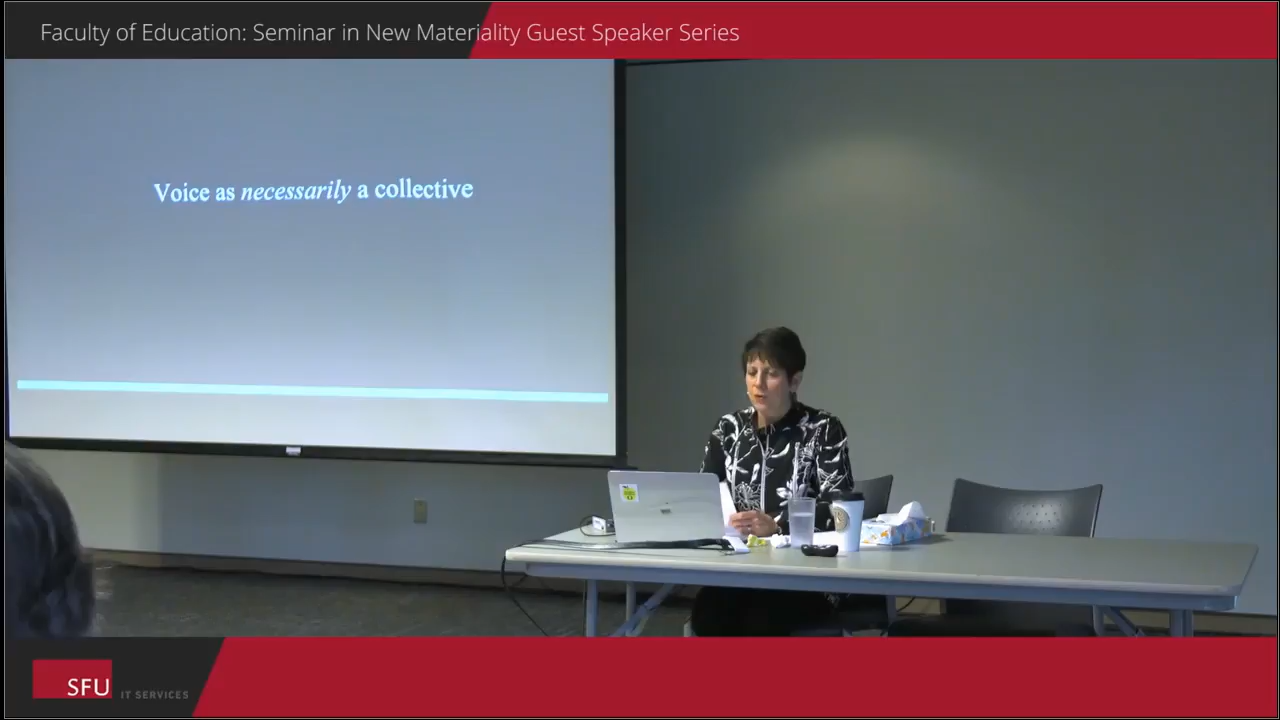 Faculty of Education: Seminar in New Materiality Guest Speaker Series
Voice as necessarily a collective
SFU IT SERVICES